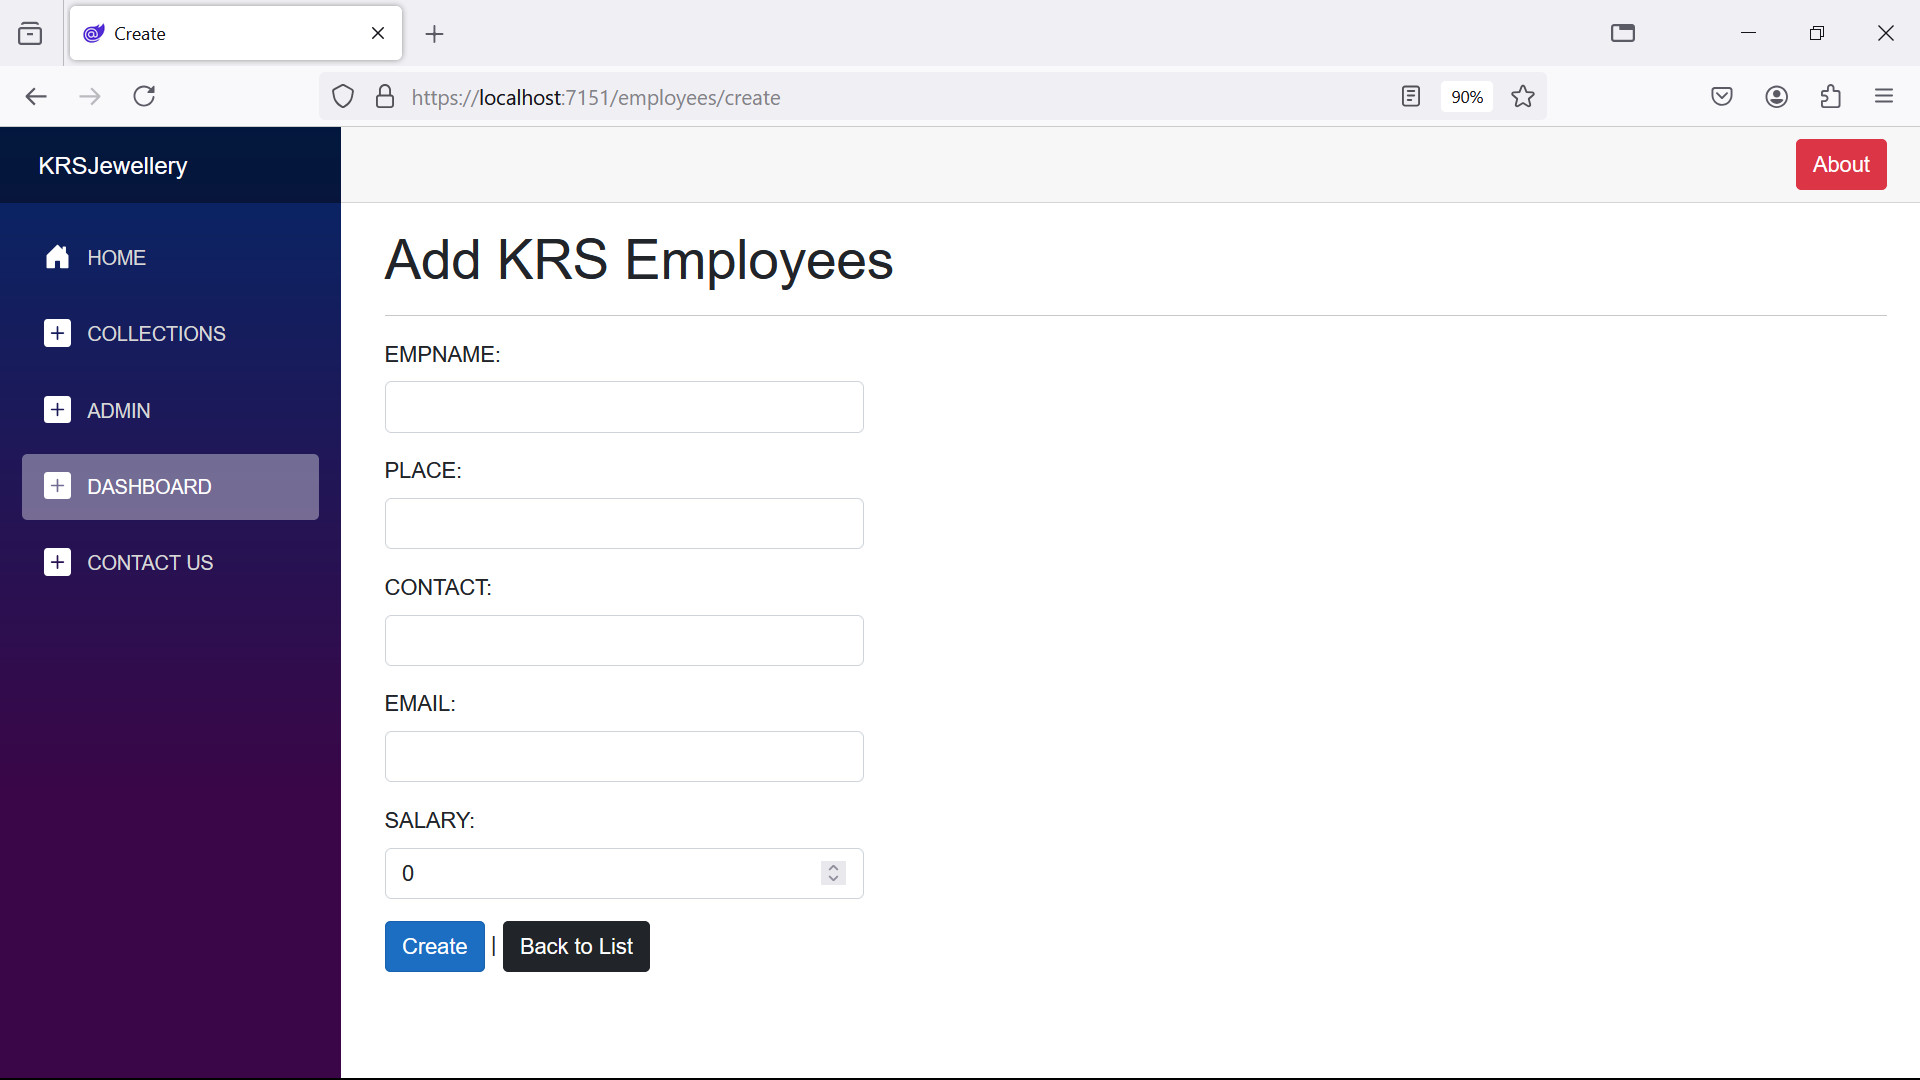 Create
https://localhost:7151/employees/create
90%
KRSJewellery
About
HOME
COLLECTIONS
ADMIN
DASHBOARD
CONTACT US
Add KRS Employees
EMPNAME:
PLACE:
CONTACT:
EMAIL:
SALARY:
0
Create | Back to List